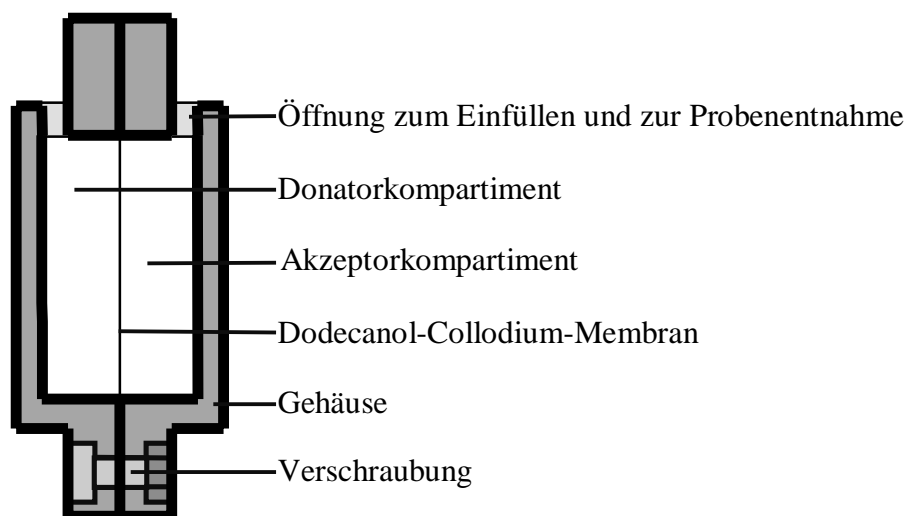 Öffnung zum Einfüllen und zur Probenentnahme
Donatorkompartiment
Akzeptorkompartiment
Dodecanol-Collodium-Membran
Gehäuse
Verschraubung